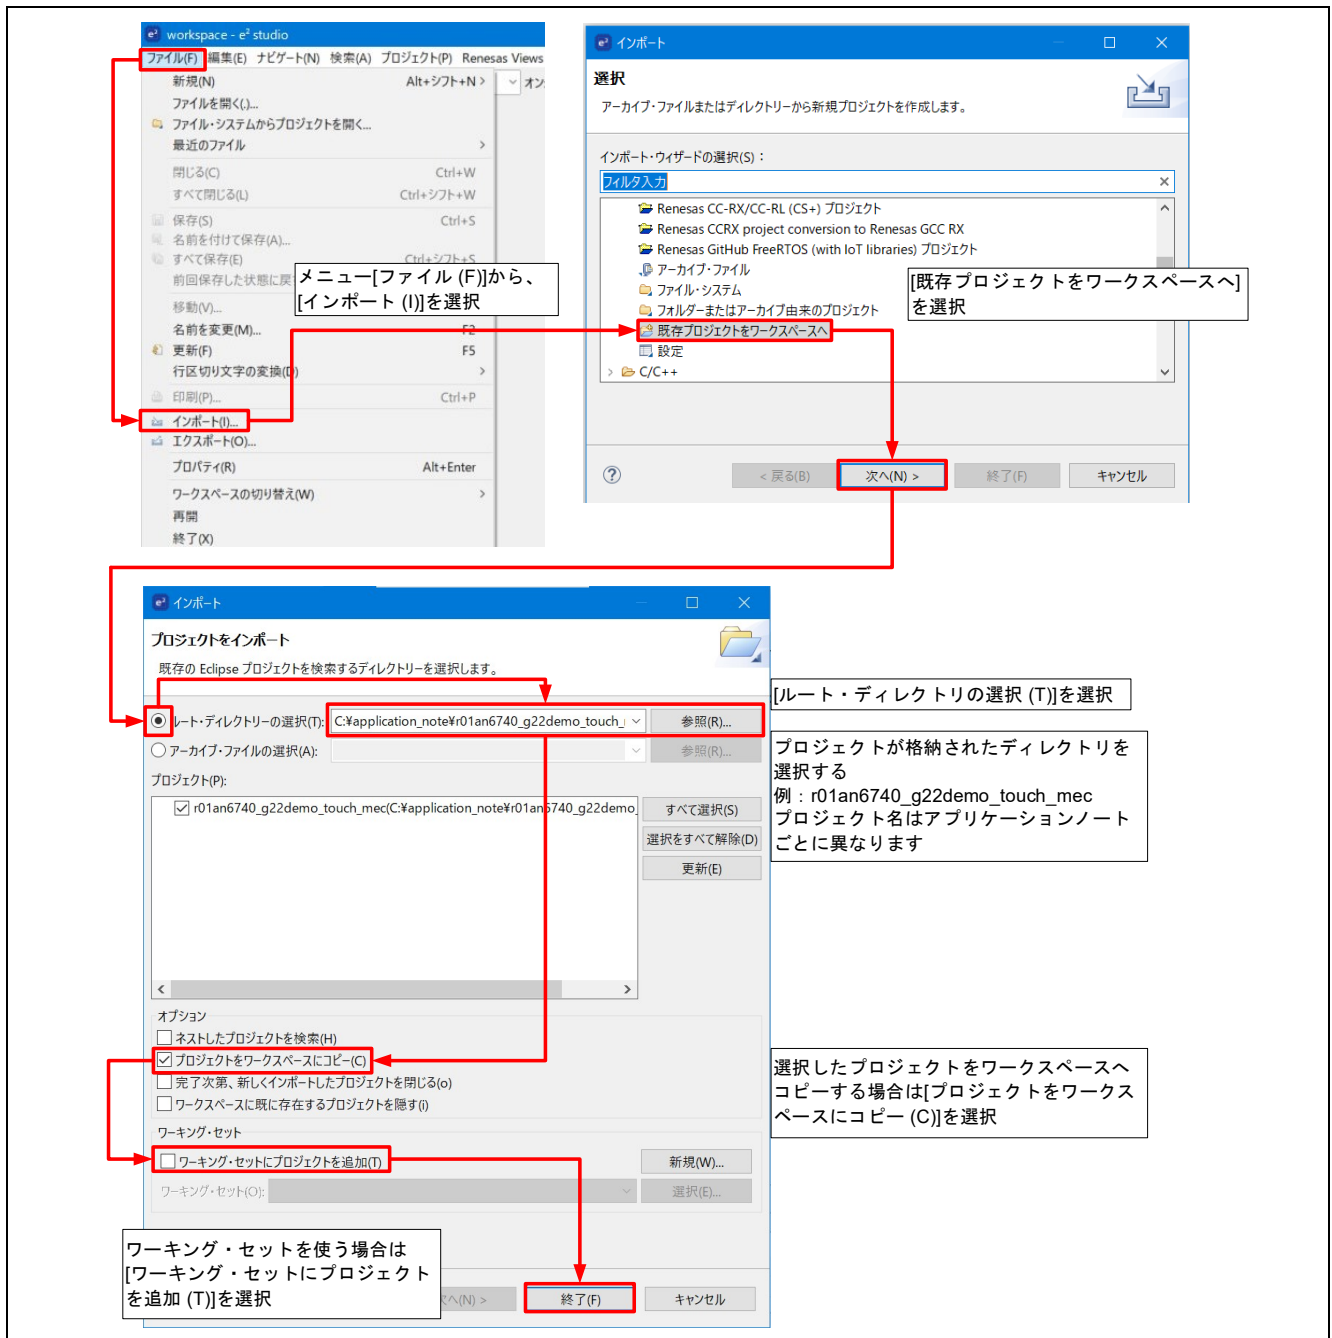 workspace - e² studio
ファイル(F) 編集(E) ナビゲート(N) 検索(A) プロジェクト(P) Renesas Views
新規(N) Alt+シフト+N >
オン
ファイルを開く(.)...
ファイル・システムからプロジェクトを開く...
最近のファイル >
閉じる(C) Ctrl+W
すべて閉じる(L) Ctrl+シフト+W
保存(S) Ctrl+S
名前を付けて保存(A)...
すべて保存(E) Ctrl+シフト+S
前回保存した状態に戻
移動(V)...
名前を変更(M)... F2
更新(F) F5
行区切り文字の変換(D) >
印刷(P)... Ctrl+P
インポート(I)...
エクスポート(O)...
プロパティ(R) Alt+Enter
ワークスペースの切り替え(W) >
再開
終了(X)
メニュー[ファイル (F)]から、
[インポート (I)]を選択
インポート
選択
アーカイブ・ファイルまたはディレクトリーから新規プロジェクトを作成します。
インポート・ウィザードの選択(S)：
フィルタ入力
Renesas CC-RX/CC-RL (CS+) プロジェクト
Renesas CCRX project conversion to Renesas GCC RX
Renesas GitHub FreeRTOS (with IoT libraries) プロジェクト
アーカイブ・ファイル
ファイル・システム
フォルダーまたはアーカイブ由来のプロジェクト
既存プロジェクトをワークスペースへ
設定
> C/C++
[既存プロジェクトをワークスペースへ]
を選択
< 戻る(B) 次へ(N) > 終了(F) キャンセル
インポート
プロジェクトをインポート
既存の Eclipse プロジェクトを検索するディレクトリーを選択します。
ルート・ディレクトリーの選択(T): C:¥application_note¥r01an6740_g22demo_touch_ 参照(R)...
アーカイブ・ファイルの選択(A): 参照(R)...
プロジェクト(P):
r01an6740_g22demo_touch_mec(C:¥application_note¥r01an6740_g22demo_
すべて選択(S)
選択をすべて解除(D)
更新(E)
オプション
ネストしたプロジェクトを検索(H)
プロジェクトをワークスペースにコピー(C)
完了次第、新しくインポートしたプロジェクトを閉じる(o)
ワークスペースに既に存在するプロジェクトを隠す(i)
ワーキング・セット
ワーキング・セットにプロジェクトを追加(T) 新規(W)...
ワーキング・セット(O): 選択(E)...
へ(N) > 終了(F) キャンセル
[ルート・ディレクトリの選択 (T)]を選択
プロジェクトが格納されたディレクトリを
選択する
例：r01an6740_g22demo_touch_mec
プロジェクト名はアプリケーションノート
ごとに異なります
選択したプロジェクトをワークスペースへ
コピーする場合は[プロジェクトをワークス
ペースにコピー (C)]を選択
ワーキング・セットを使う場合は
[ワーキング・セットにプロジェクト
を追加 (T)]を選択